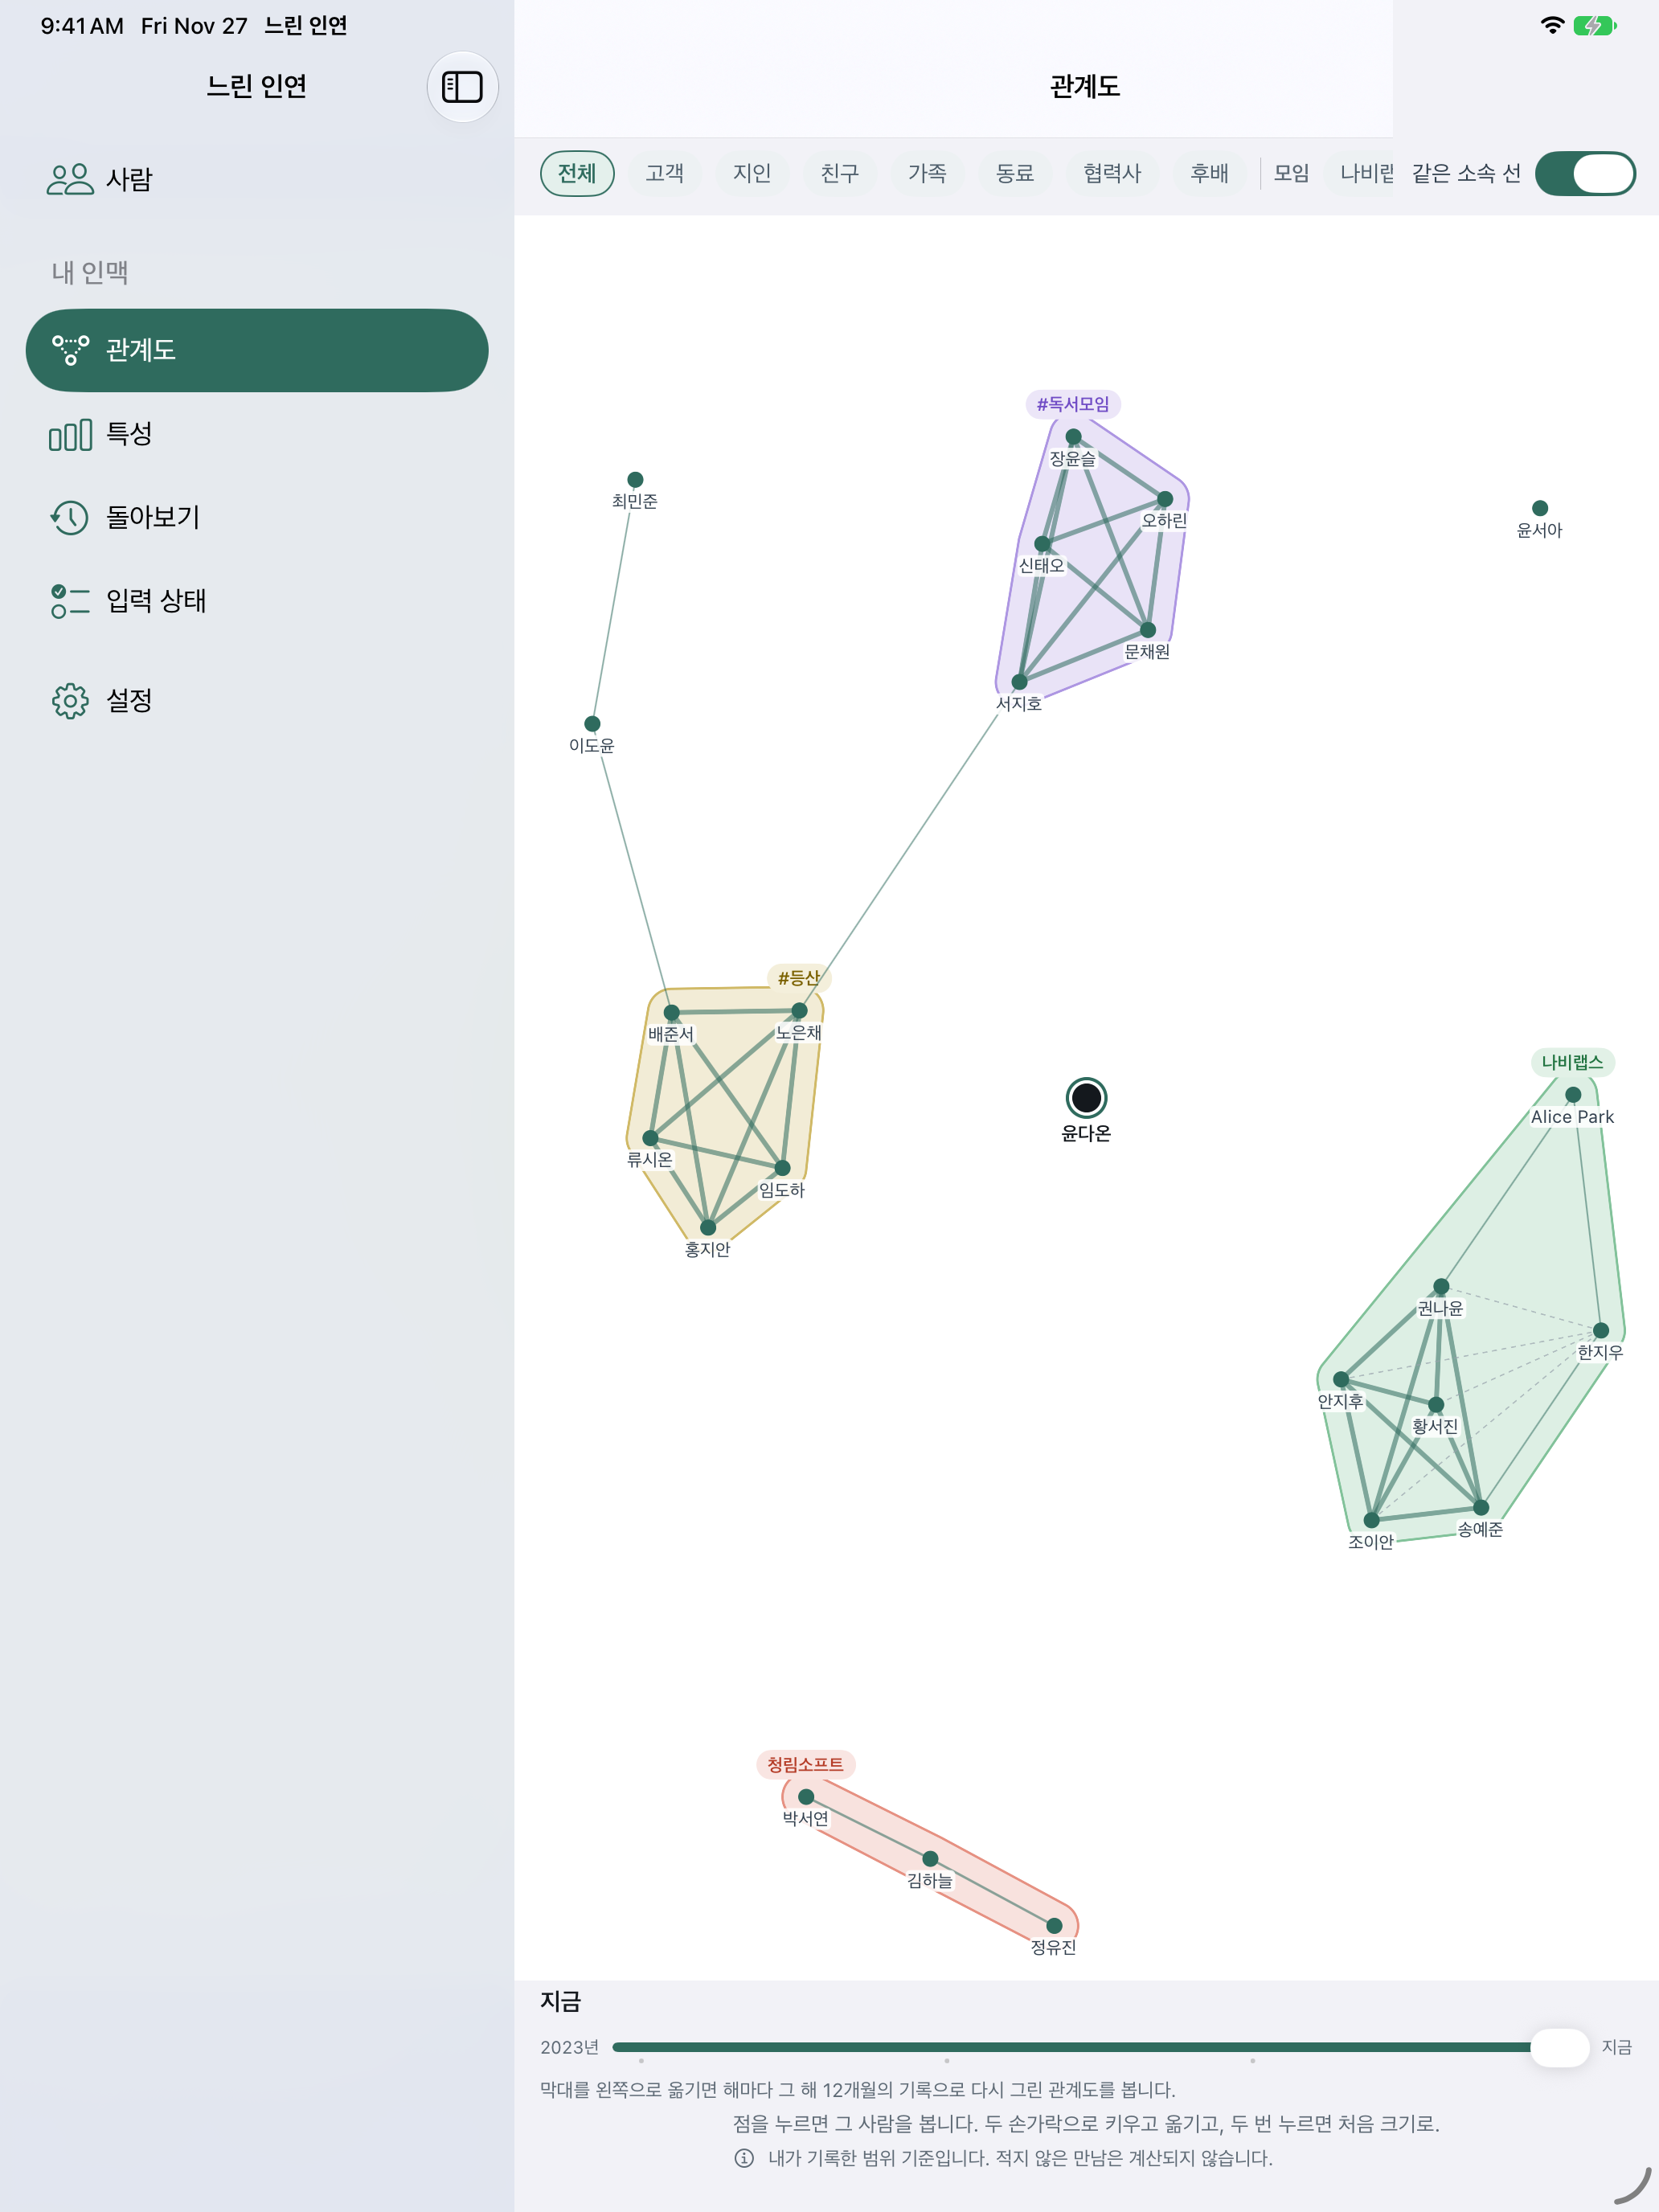 9:41 AM Fri Nov 27 느린 인연
느린 인연
관계도
사람
내 인맥
관계도
특성
돌아보기
입력 상태
설정
전체 고객 지인 친구 가족 동료 협력사 후배 모임 같은 소속 선
#독서모임
장윤슬
최민준
오하린
윤서아
신태오
문채원
서지호
이도윤
#등산
배준서
노은채
나비랩스
Alice Park
윤다온
류시온
임도하
홍지안
권나윤
한지우
안지후
황서진
송예준
조이안
청림소프트
박서연
김하늘
정유진
지금
2023년 지금
막대를 왼쪽으로 옮기면 해마다 그 해 12개월의 기록으로 다시 그린 관계도를 봅니다.
점을 누르면 그 사람을 봅니다. 두 손가락으로 키우고 옮기고, 두 번 누르면 처음 크기로.
내가 기록한 범위 기준입니다. 적지 않은 만남은 계산되지 않습니다.